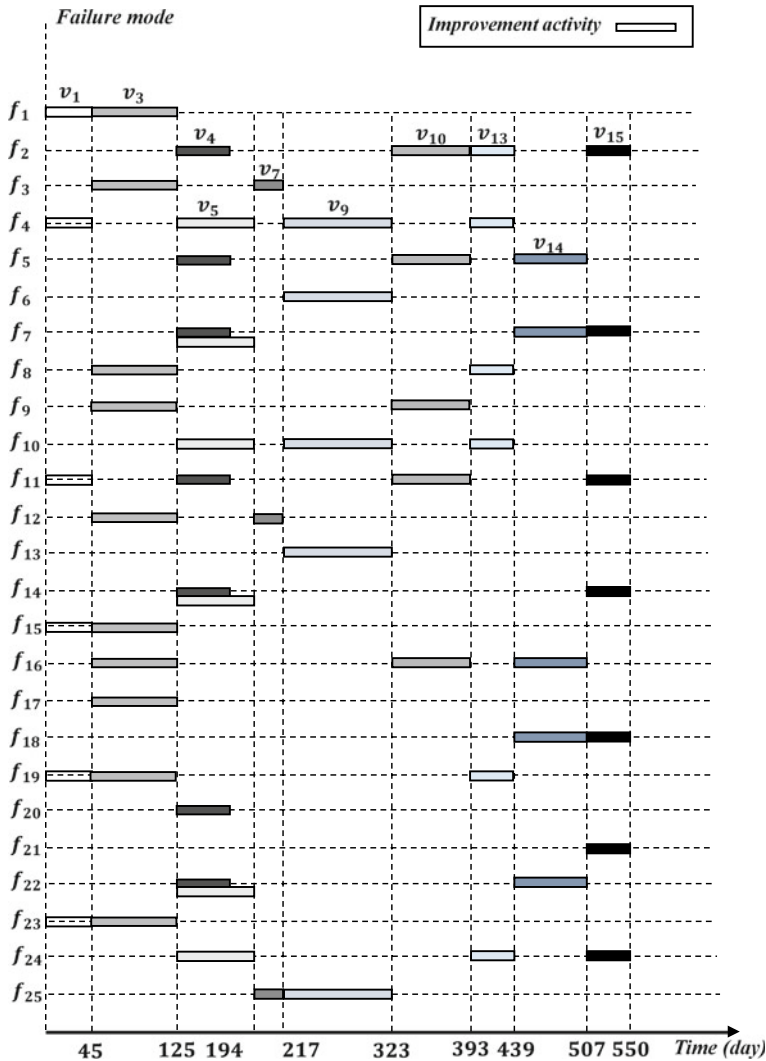 Failure mode
Improvement activity
v₁ v₃
f₁
v₄ v₁₀ v₁₃ v₁₅
f₂
v₇
f₃
v₅ v₉
f₄
v₁₄
f₅
f₆
f₇
f₈
f₉
f₁₀
f₁₁
f₁₂
f₁₃
f₁₄
f₁₅
f₁₆
f₁₇
f₁₈
f₁₉
f₂₀
f₂₁
f₂₂
f₂₃
f₂₄
f₂₅
45 125 194 217 323 393 439 507 550 Time (day)